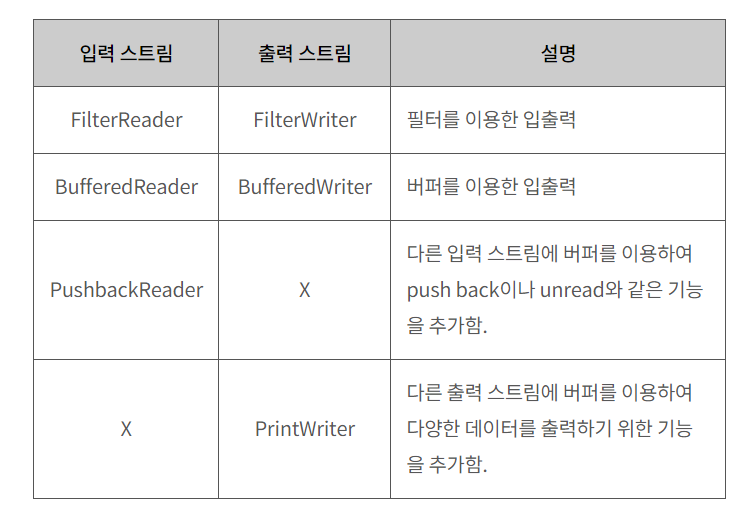 입력 스트림 출력 스트림 설명
FilterReader FilterWriter 필터를 이용한 입출력
BufferedReader BufferedWriter 버퍼를 이용한 입출력
PushbackReader X 다른 입력 스트림에 버퍼를 이용하여
push back이나 unread와 같은 기능
을 추가함.
X PrintWriter 다른 출력 스트림에 버퍼를 이용하여
다양한 데이터를 출력하기 위한 기능
을 추가함.